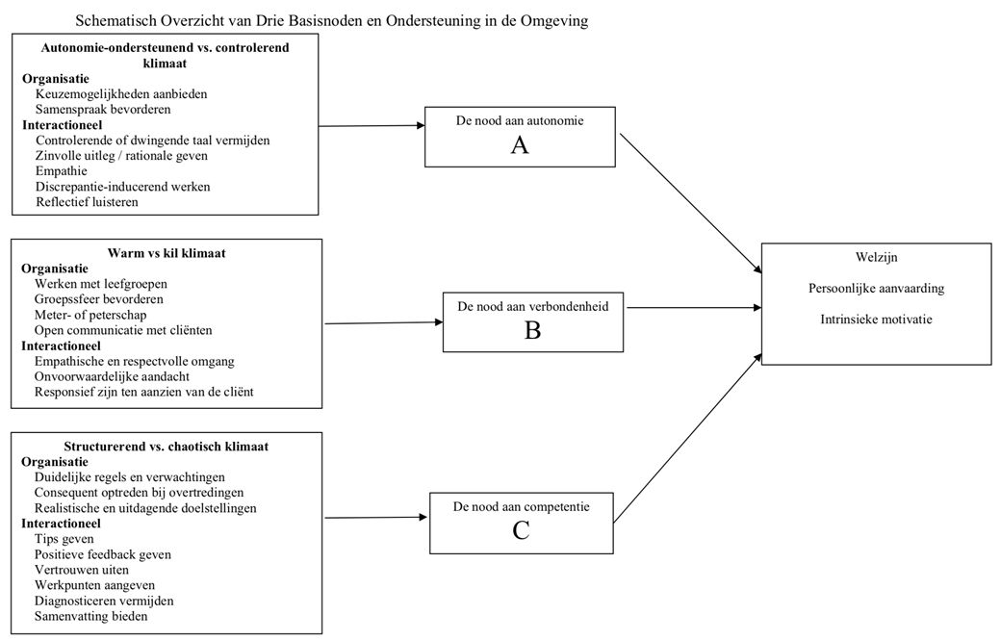 Schematisch Overzicht van Drie Basisnoden en Ondersteuning in de Omgeving
Autonomie-ondersteunend vs. controlerend
klimaat
Organisatie
Keuzemogelijkheden aanbieden
Samenspraak bevorderen
Interactioneel
Controlerende of dwingende taal vermijden
Zinvolle uitleg / rationale geven
Empathie
Discrepantie-inducerend werken
Reflectief luisteren
De nood aan autonomie
A
Warm vs kil klimaat
Organisatie
Werken met leefgroepen
Groepssfeer bevorderen
Meter- of peterschap
Open communicatie met cliënten
Interactioneel
Empathische en respectvolle omgang
Onvoorwaardelijke aandacht
Responsief zijn ten aanzien van de cliënt
De nood aan verbondenheid
B
Structurerend vs. chaotisch klimaat
Organisatie
Duidelijke regels en verwachtingen
Consequent optreden bij overtredingen
Realistische en uitdagende doelstellingen
Interactioneel
Tips geven
Positieve feedback geven
Vertrouwen uiten
Werkpunten aangeven
Diagnosticeren vermijden
Samenvatting bieden
De nood aan competentie
C
Welzijn
Persoonlijke aanvaarding
Intrinsieke motivatie